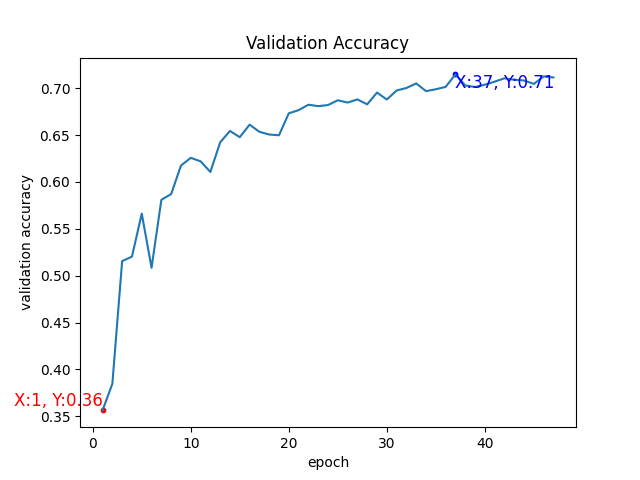 Validation Accuracy
validation accuracy
0.70
0.65
0.60
0.55
0.50
0.45
0.40
0.35
X:37, Y:0.71
X:1, Y:0.36
0 10 20 30 40
epoch